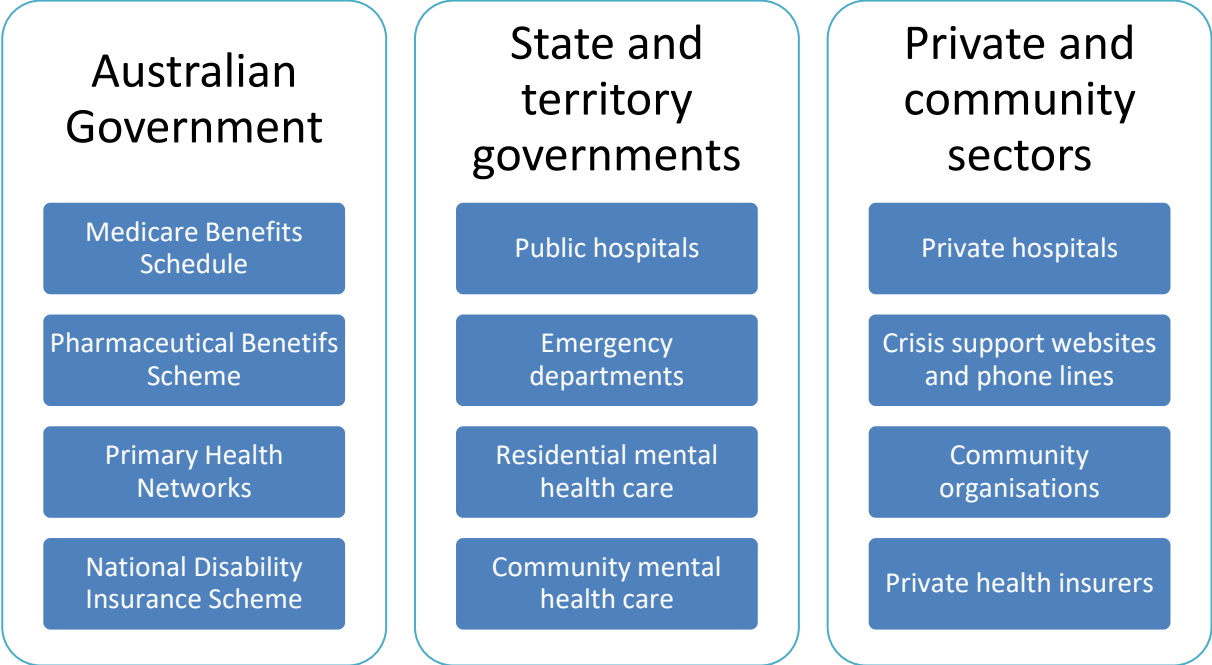 Australian
Government
Medicare Benefits
Schedule
Pharmaceutical Benetifs
Scheme
Primary Health
Networks
National Disability
Insurance Scheme
State and
territory
governments
Public hospitals
Emergency
departments
Residential mental
health care
Community mental
health care
Private and
community
sectors
Private hospitals
Crisis support websites
and phone lines
Community
organisations
Private health insurers